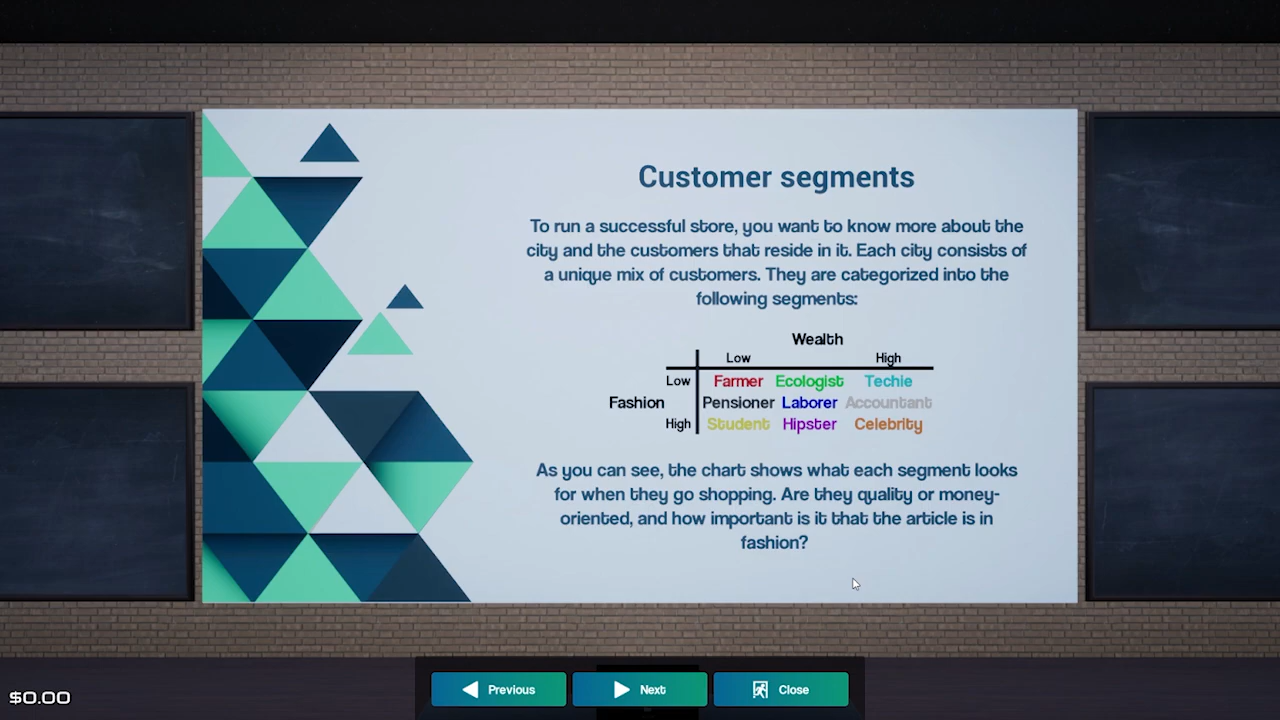 Customer segments
To run a successful store, you want to know more about the
city and the customers that reside in it. Each city consists of
a unique mix of customers. They are categorized into the
following segments:
Wealth
Low High
Low Farmer Ecologist Techie
Fashion Pensioner Laborer Accountant
High Student Hipster Celebrity
As you can see, the chart shows what each segment looks
for when they go shopping. Are they quality or money-
oriented, and how important is it that the article is in
fashion?
Previous Next Close
$0.00